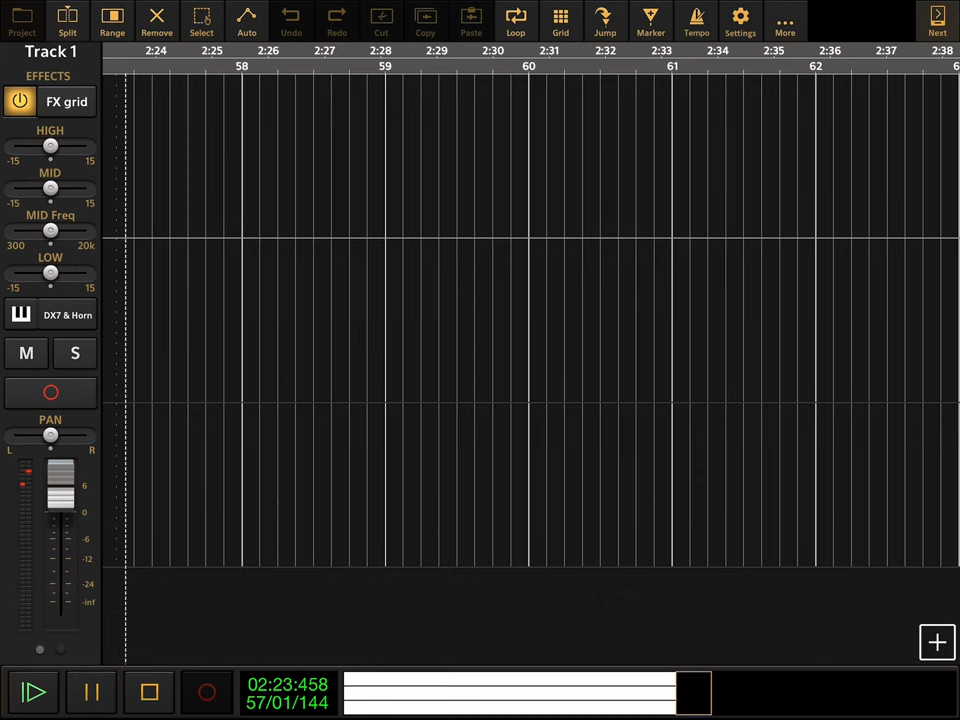 Project Split Range Remove Select Auto Undo Redo Cut Copy Paste Loop Grid Jump Marker Tempo Settings More Next
Track 1
2:24 2:25 2:26 2:27 2:28 2:29 2:30 2:31 2:32 2:33 2:34 2:35 2:36 2:37 2:38
58 59 60 61 62 6
EFFECTS
FX grid
HIGH
-15 15
MID
-15 15
MID Freq
300 20k
LOW
-15 15
DX7 & Horn
M S
PAN
L R
6
0
-6
-12
-24
-inf
02:23:458
57/01/144